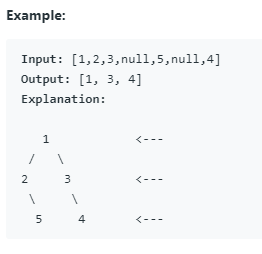 Example:
Input: [1,2,3,null,5,null,4]
Output: [1, 3, 4]
Explanation:
   1            <---
 /   \
2     3         <---
 \     \
  5     4       <---